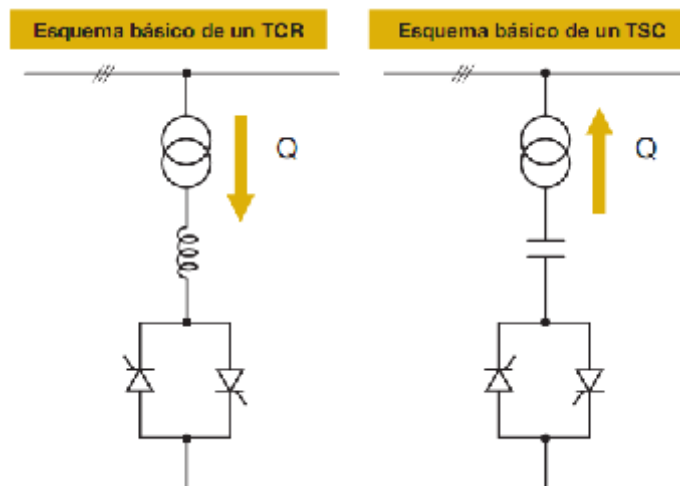 Esquema básico de un TCR
Esquema básico de un TSC
Q
Q